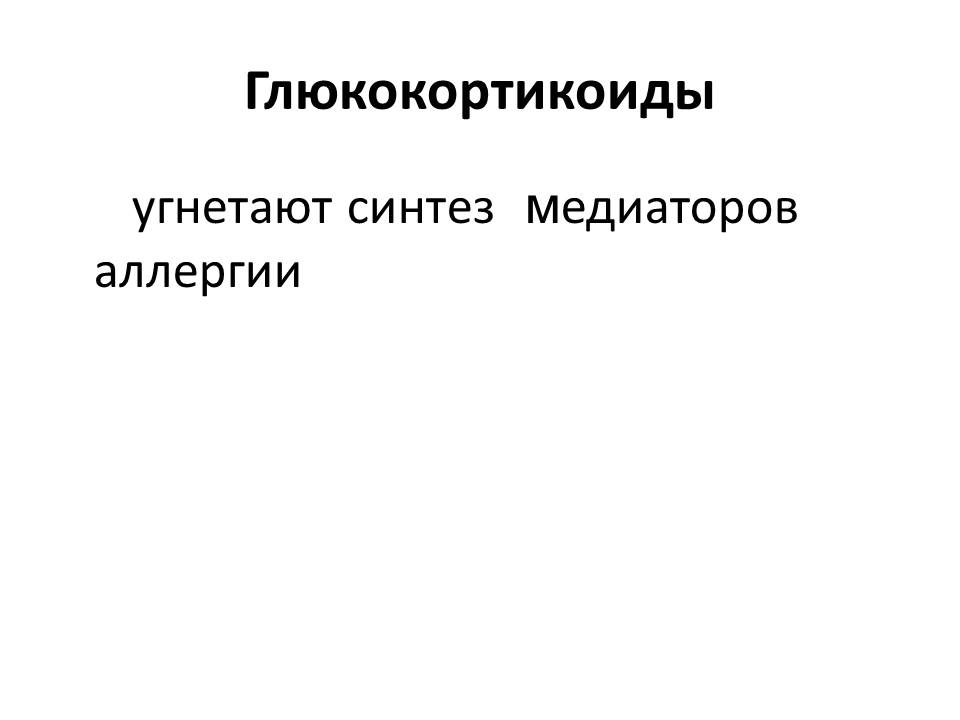 Глюкокортикоиды
угнетают синтез медиаторов
аллергии